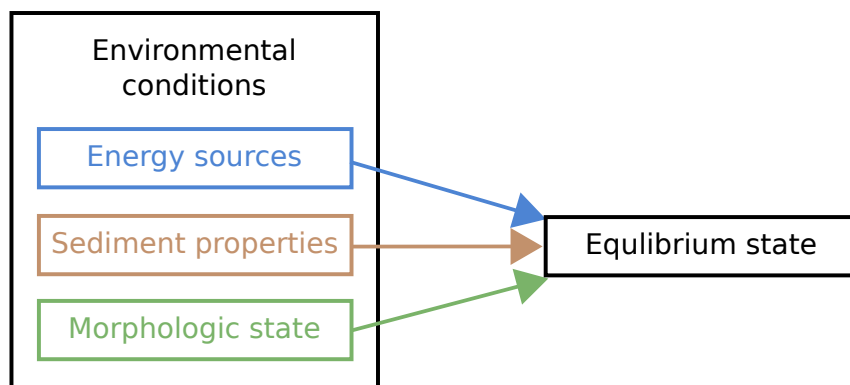 Environmental
conditions
Energy sources
Sediment properties
Morphologic state
Equlibrium state